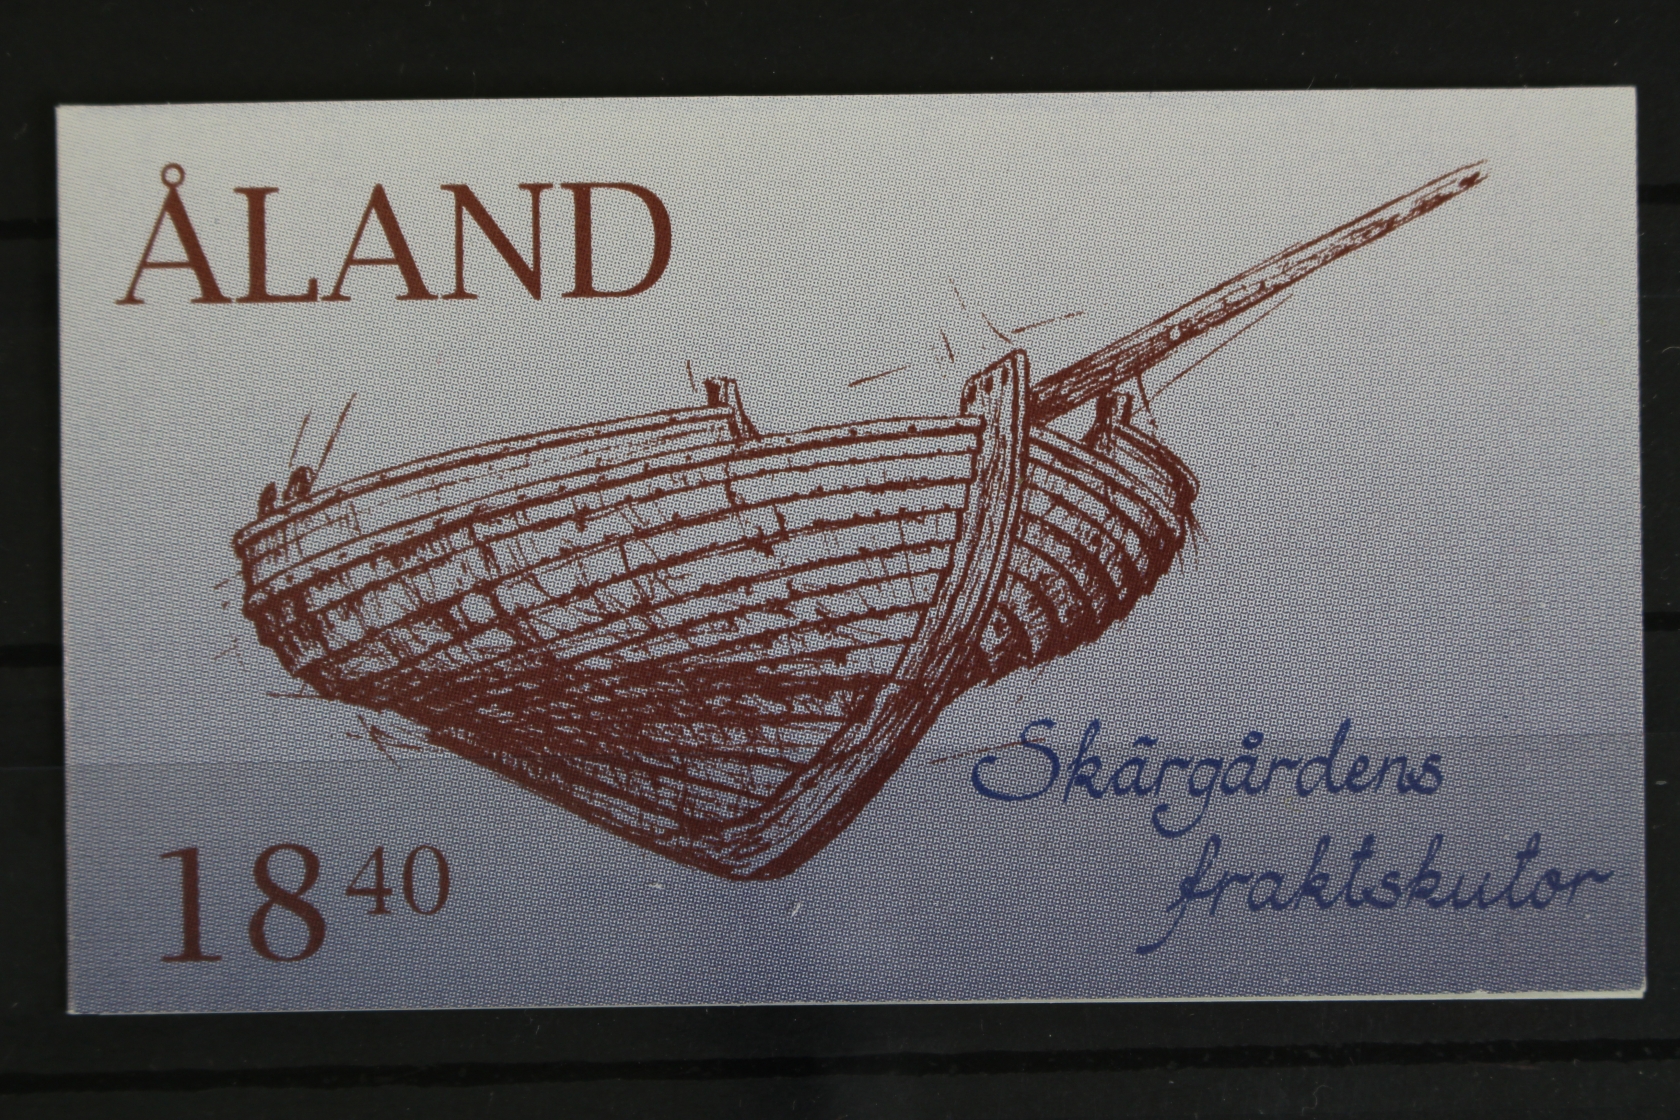 ÅLAND
Skärgårdens
fraktskutor
18 40